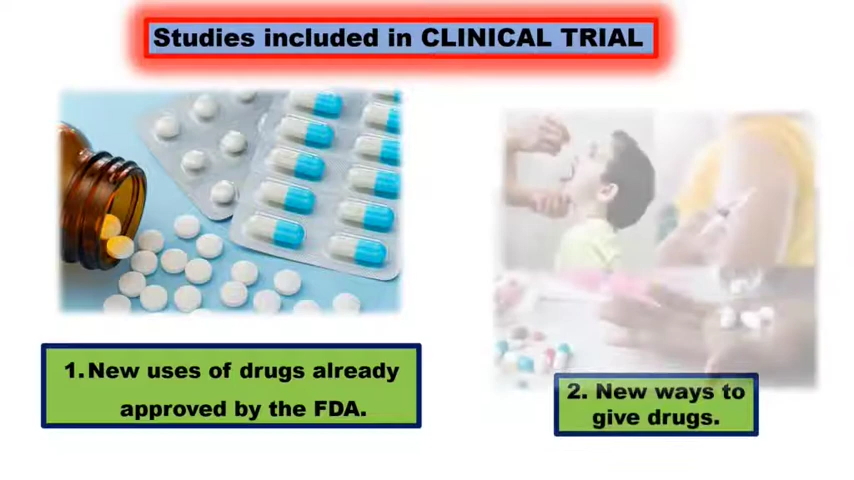 Studies included in CLINICAL TRIAL
1. New uses of drugs already
approved by the FDA.
2. New ways to
give drugs.